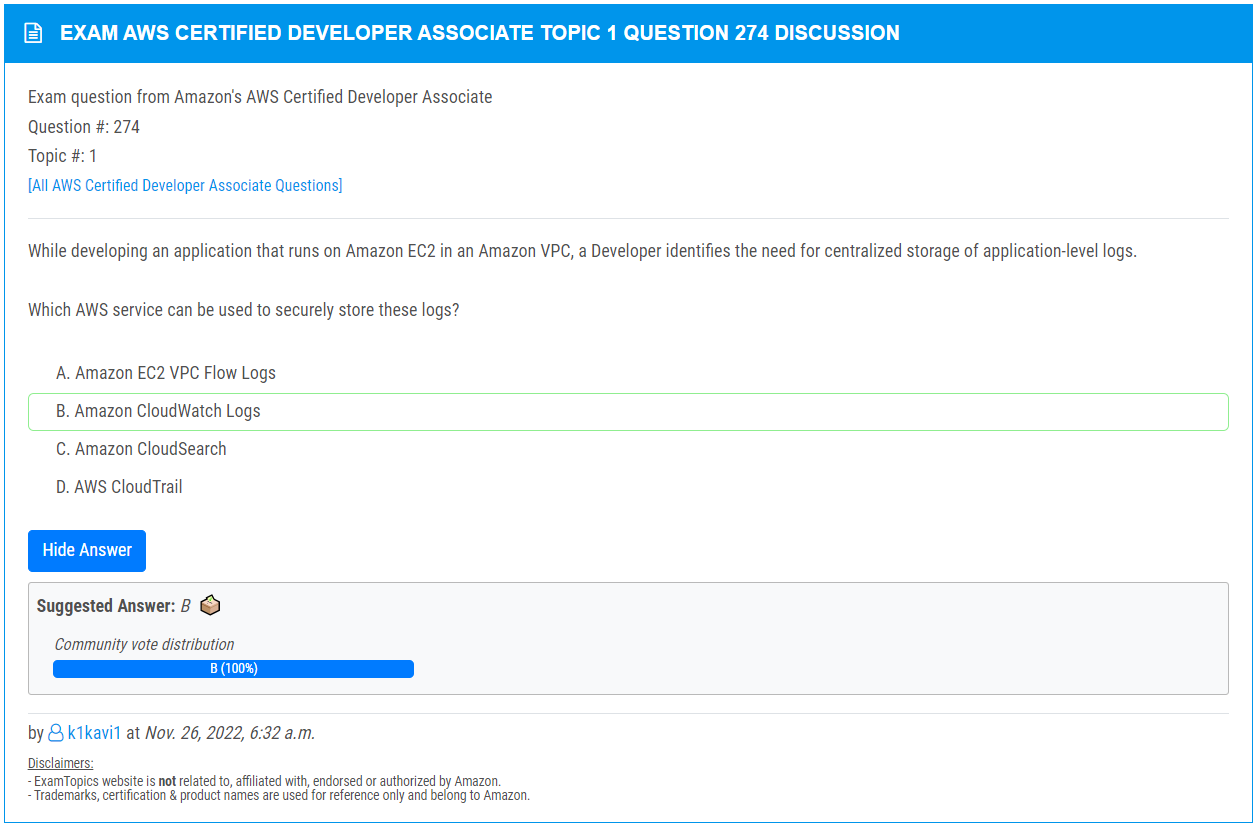 EXAM AWS CERTIFIED DEVELOPER ASSOCIATE TOPIC 1 QUESTION 274 DISCUSSION
Exam question from Amazon's AWS Certified Developer Associate
Question #: 274
Topic #: 1
[All AWS Certified Developer Associate Questions]
While developing an application that runs on Amazon EC2 in an Amazon VPC, a Developer identifies the need for centralized storage of application-level logs.
Which AWS service can be used to securely store these logs?
A. Amazon EC2 VPC Flow Logs
B. Amazon CloudWatch Logs
C. Amazon CloudSearch
D. AWS CloudTrail
Hide Answer
Suggested Answer: B
Community vote distribution
B (100%)
by k1kavi1 at Nov. 26, 2022, 6:32 a.m.
Disclaimers:
- ExamTopics website is not related to, affiliated with, endorsed or authorized by Amazon.
- Trademarks, certification & product names are used for reference only and belong to Amazon.